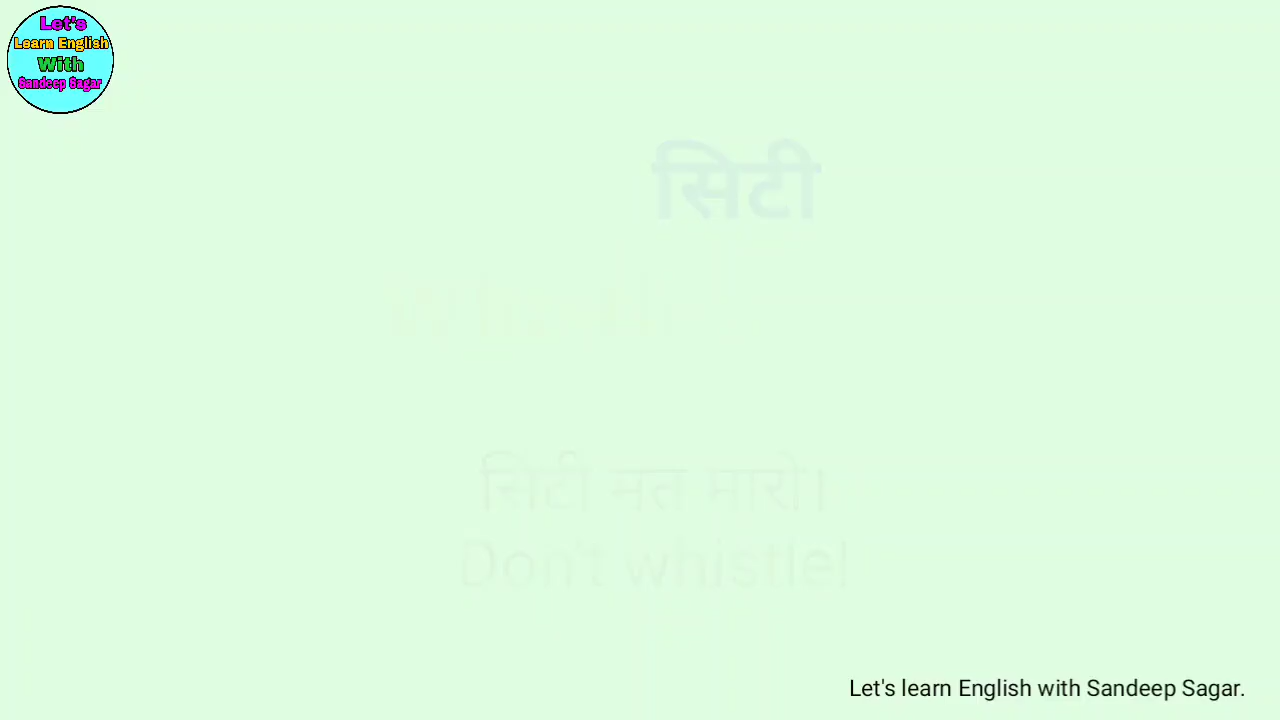 Let's
Learn English
With
Sandeep Sagar
सिटी
सिटी मत मारो।
Don't whistle!
Let's learn English with Sandeep Sagar.